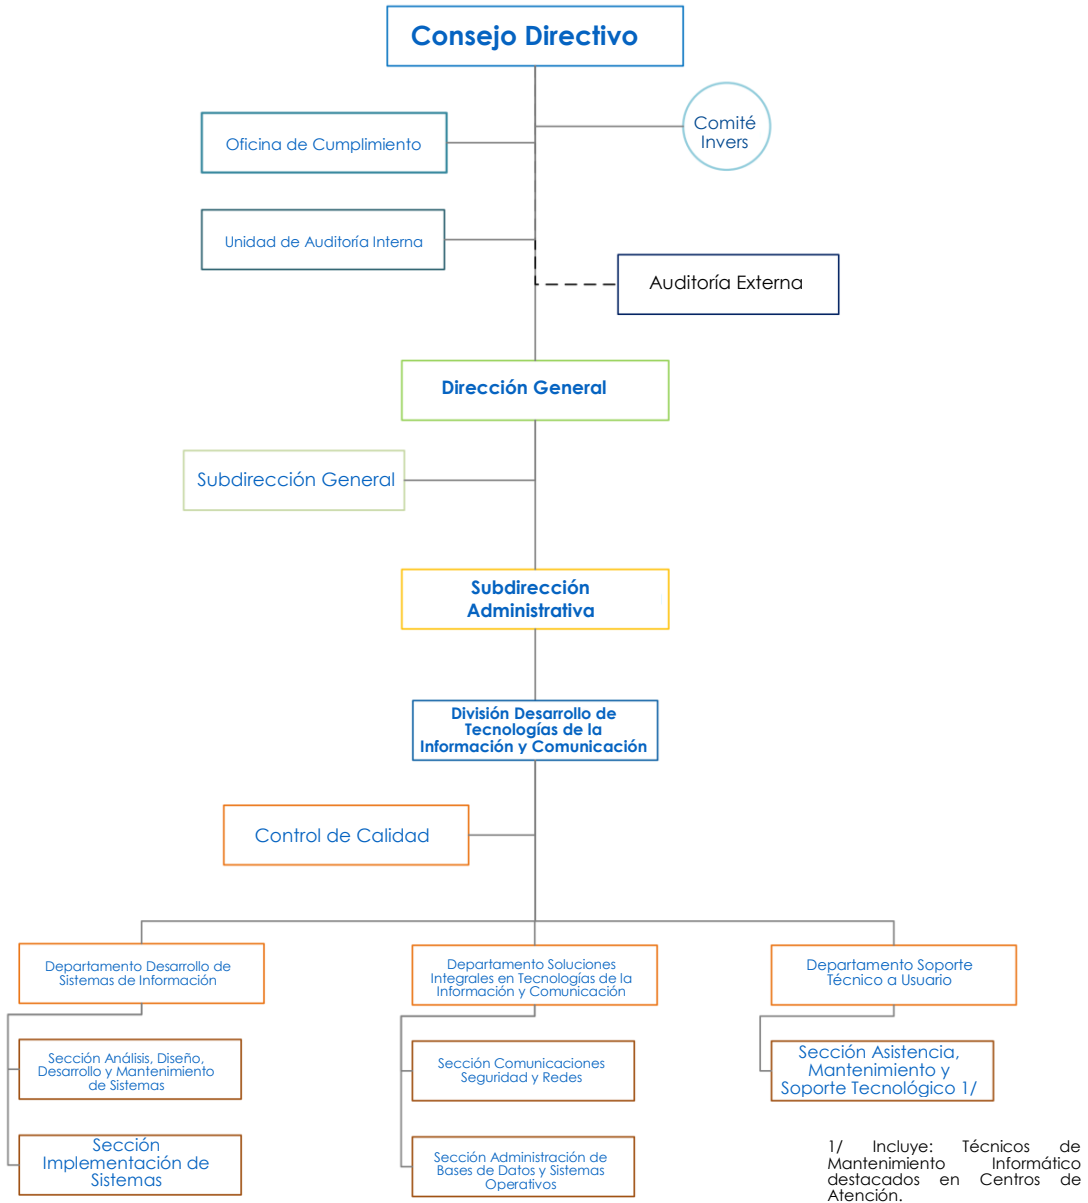 Consejo Directivo
Comité
Invers
Oficina de Cumplimiento
Unidad de Auditoría Interna
Auditoría Externa
Dirección General
Subdirección General
Subdirección
Administrativa
División Desarrollo de
Tecnologías de la
Información y Comunicación
Control de Calidad
Departamento Desarrollo de
Sistemas de Información
Departamento Soluciones
Integrales en Tecnologías de la
Información y Comunicación
Departamento Soporte
Técnico a Usuario
Sección Análisis, Diseño,
Desarrollo y Mantenimiento
de Sistemas
Sección Comunicaciones
Seguridad y Redes
Sección Asistencia,
Mantenimiento y
Soporte Tecnológico 1/
Sección
Implementación de
Sistemas
Sección Administración de
Bases de Datos y Sistemas
Operativos
1/ Incluye: Técnicos de
Mantenimiento Informático
destacados en Centros de
Atención.